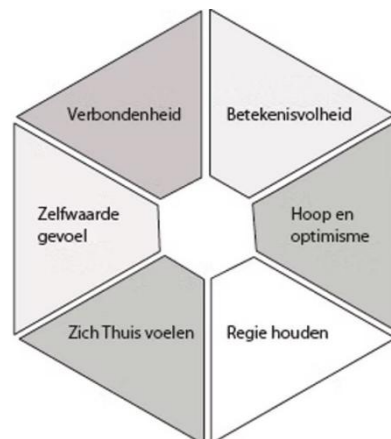 Verbondenheid
Betekenisvolheid
Zelfwaarde
gevoel
Hoop en
optimisme
Zich Thuis voelen
Regie houden